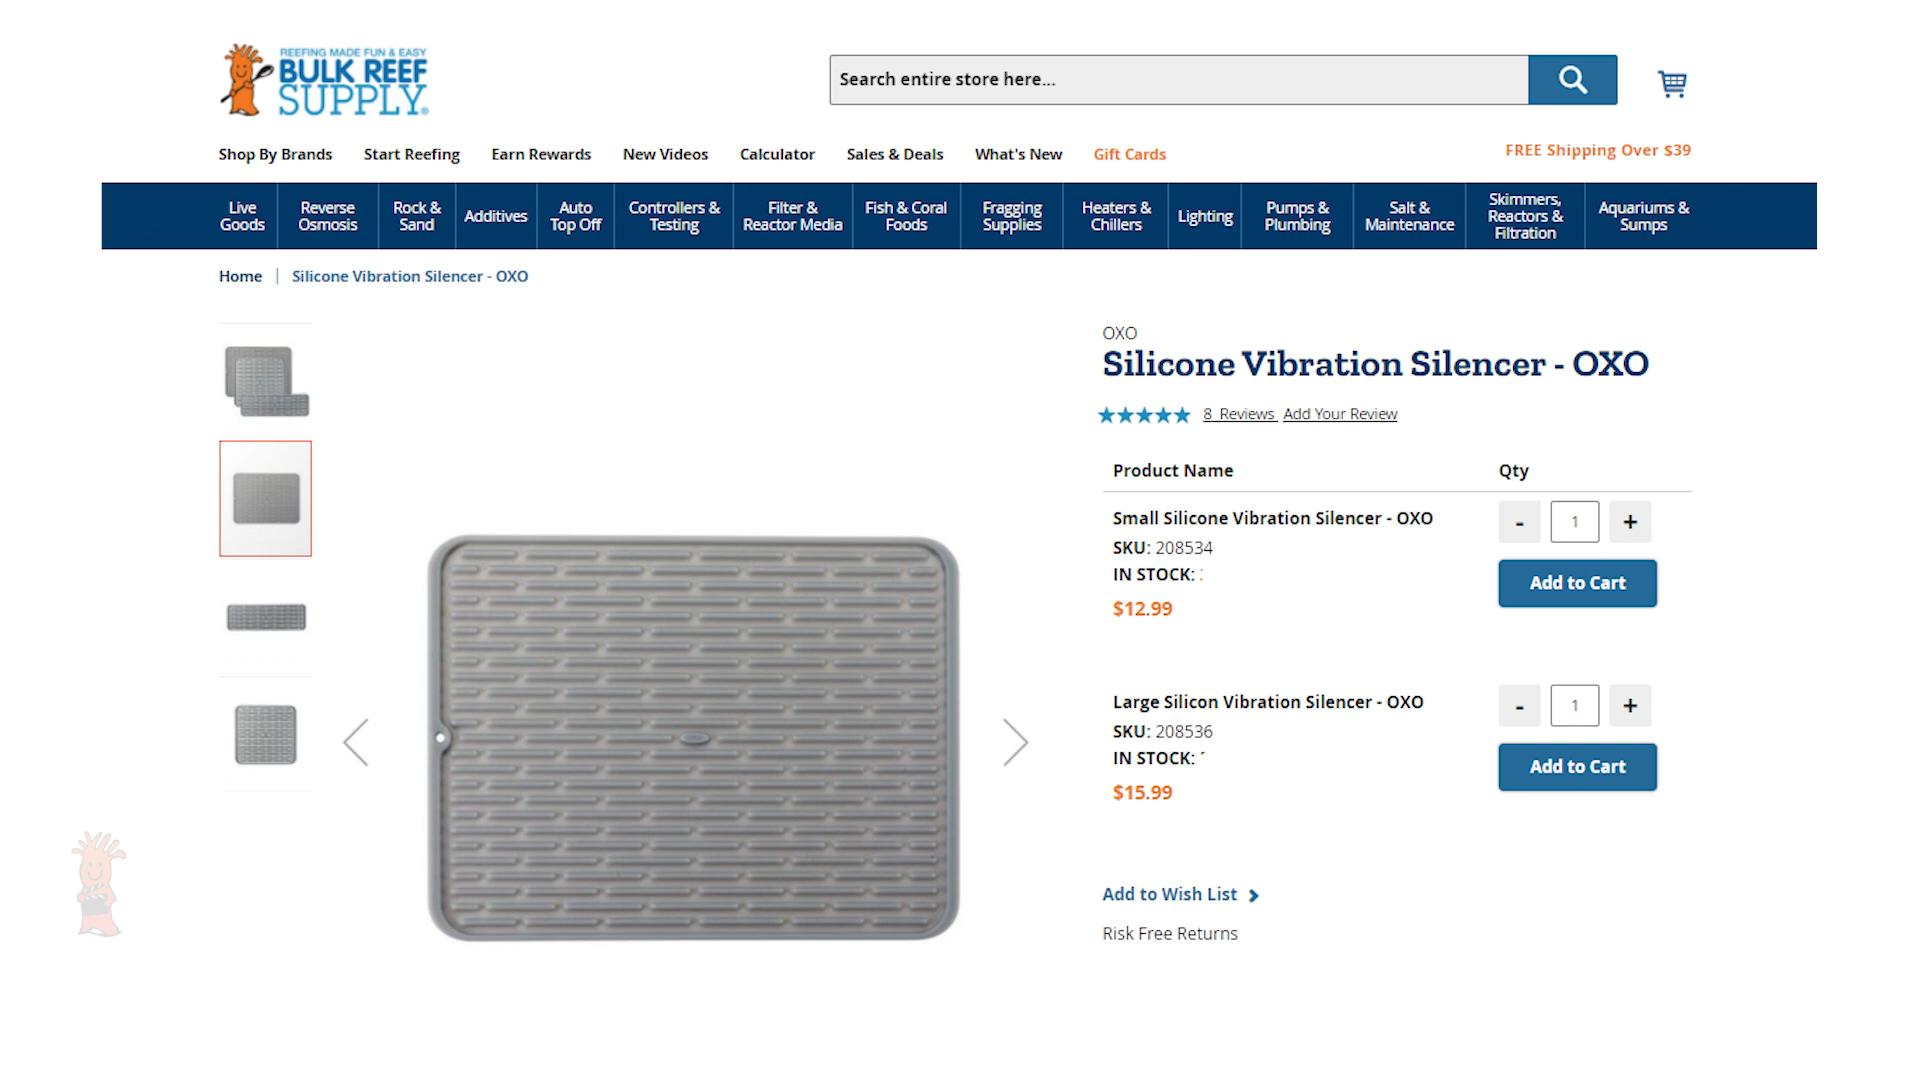 REEFING MADE FUN & EASY
BULK REEF
SUPPLY®
Search entire store here...
Shop By Brands
Start Reefing
Earn Rewards
New Videos
Calculator
Sales & Deals
What's New
Gift Cards
FREE Shipping Over $39
Live
Goods
Reverse
Osmosis
Rock &
Sand
Additives
Auto
Top Off
Controllers &
Testing
Filter &
Reactor Media
Fish & Coral
Foods
Fragging
Supplies
Heaters &
Chillers
Lighting
Pumps &
Plumbing
Salt &
Maintenance
Skimmers,
Reactors &
Filtration
Aquariums &
Sumps
Home | Silicone Vibration Silencer - OXO
OXO
Silicone Vibration Silencer - OXO
8 Reviews Add Your Review
Product Name
Qty
Small Silicone Vibration Silencer - OXO
SKU: 208534
IN STOCK:
$12.99
- 1 +
Add to Cart
Large Silicon Vibration Silencer - OXO
SKU: 208536
IN STOCK:
$15.99
- 1 +
Add to Cart
Add to Wish List
Risk Free Returns